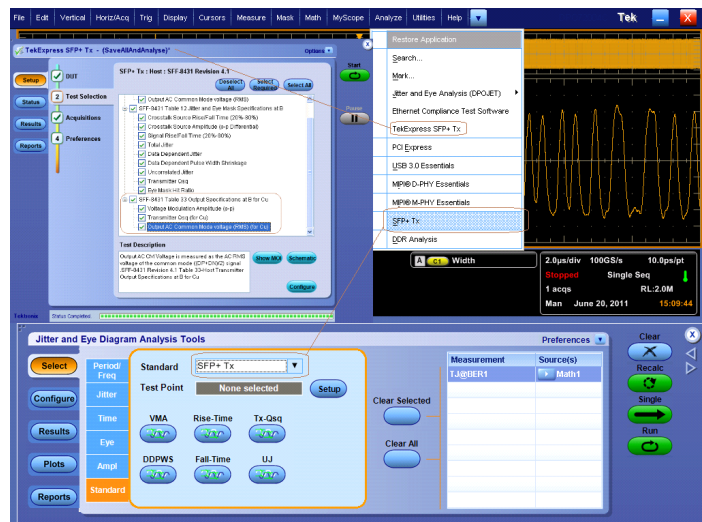 File Edit Vertical Horiz/Acq Trig Display Cursors Measure Mask Math MyScope Analyze Utilities Help Tek
TekExpress SFP+ Tx - (SaveAllAndAnalyse)* Options
Setup
Status
Results
Reports
DUT
2 Test Selection
Acquisitions
4 Preferences
SFP+ Tx : Host : SFF-8431 Revision 4.1
Deselect All
Select Required
Select All
Output AC Common Mode voltage (RMS)
SFF-8431 Table 12 Jitter and Eye Mask Specifications at B
Crosstalk Source Rise/Fall Time (20%-80%)
Crosstalk Source Amplitude (p-p Differential)
Signal Rise/Fall Time (20%-80%)
Total Jitter
Data Dependent Jitter
Data Dependent Pulse Width Shrinkage
Uncorrelated Jitter
Transmitter Qsq
Eye Mask Hit Ratio
SFF-8431 Table 33 Output Specifications at B for Cu
Voltage Modulation Amplitude (p-p)
Transmitter Qsq (for Cu)
Output AC Common Mode voltage (RMS) (for Cu)
Test Description
Output AC CM Voltage is measured as the AC RMS
voltage of the common mode ((DP+DN)/2) signal
.SFF-8431 Revision 4.1 Table 33-Host Transmitter
Output Specifications at B for Cu
Show MOI
Schematic
Configure
Start
Pause
Tektronix Status Completed.
Restore Application
Search...
Mark...
Jitter and Eye Analysis (DPOJET)
Ethernet Compliance Test Software
TekExpress SFP+ Tx
PCI Express
USB 3.0 Essentials
MIPI® D-PHY Essentials
MIPI® M-PHY Essentials
SFP+ Tx
DDR Analysis
A C1 Width
2.0µs/div 100GS/s 10.0ps/pt
Stopped Single Seq
1 acqs RL:2.0M
Man June 20, 2011 15:09:44
Jitter and Eye Diagram Analysis Tools Preferences
Select
Configure
Results
Plots
Reports
Period/
Freq
Jitter
Time
Eye
Ampl
Standard
Standard SFP+ Tx
Test Point None selected Setup
VMA Rise-Time Tx-Qsq
DDPWS Fall-Time UJ
Clear Selected
Clear All
Measurement Source(s)
TJ@BER1 Math1
Clear
Recalc
Single
Run